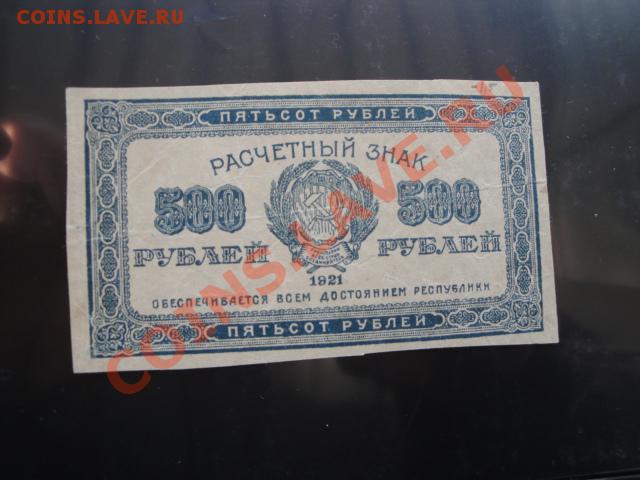 COINS.LAVE.RU
ПЯТЬСОТ РУБЛЕЙ
РАСЧЕТНЫЙ ЗНАК
500 500
РУБЛЕЙ РУБЛЕЙ
1921
ОБЕСПЕЧИВАЕТСЯ ВСЕМ ДОСТОЯНИЕМ РЕСПУБЛИКИ
ПЯТЬСОТ РУБЛЕЙ
COINS.LAVE.RU